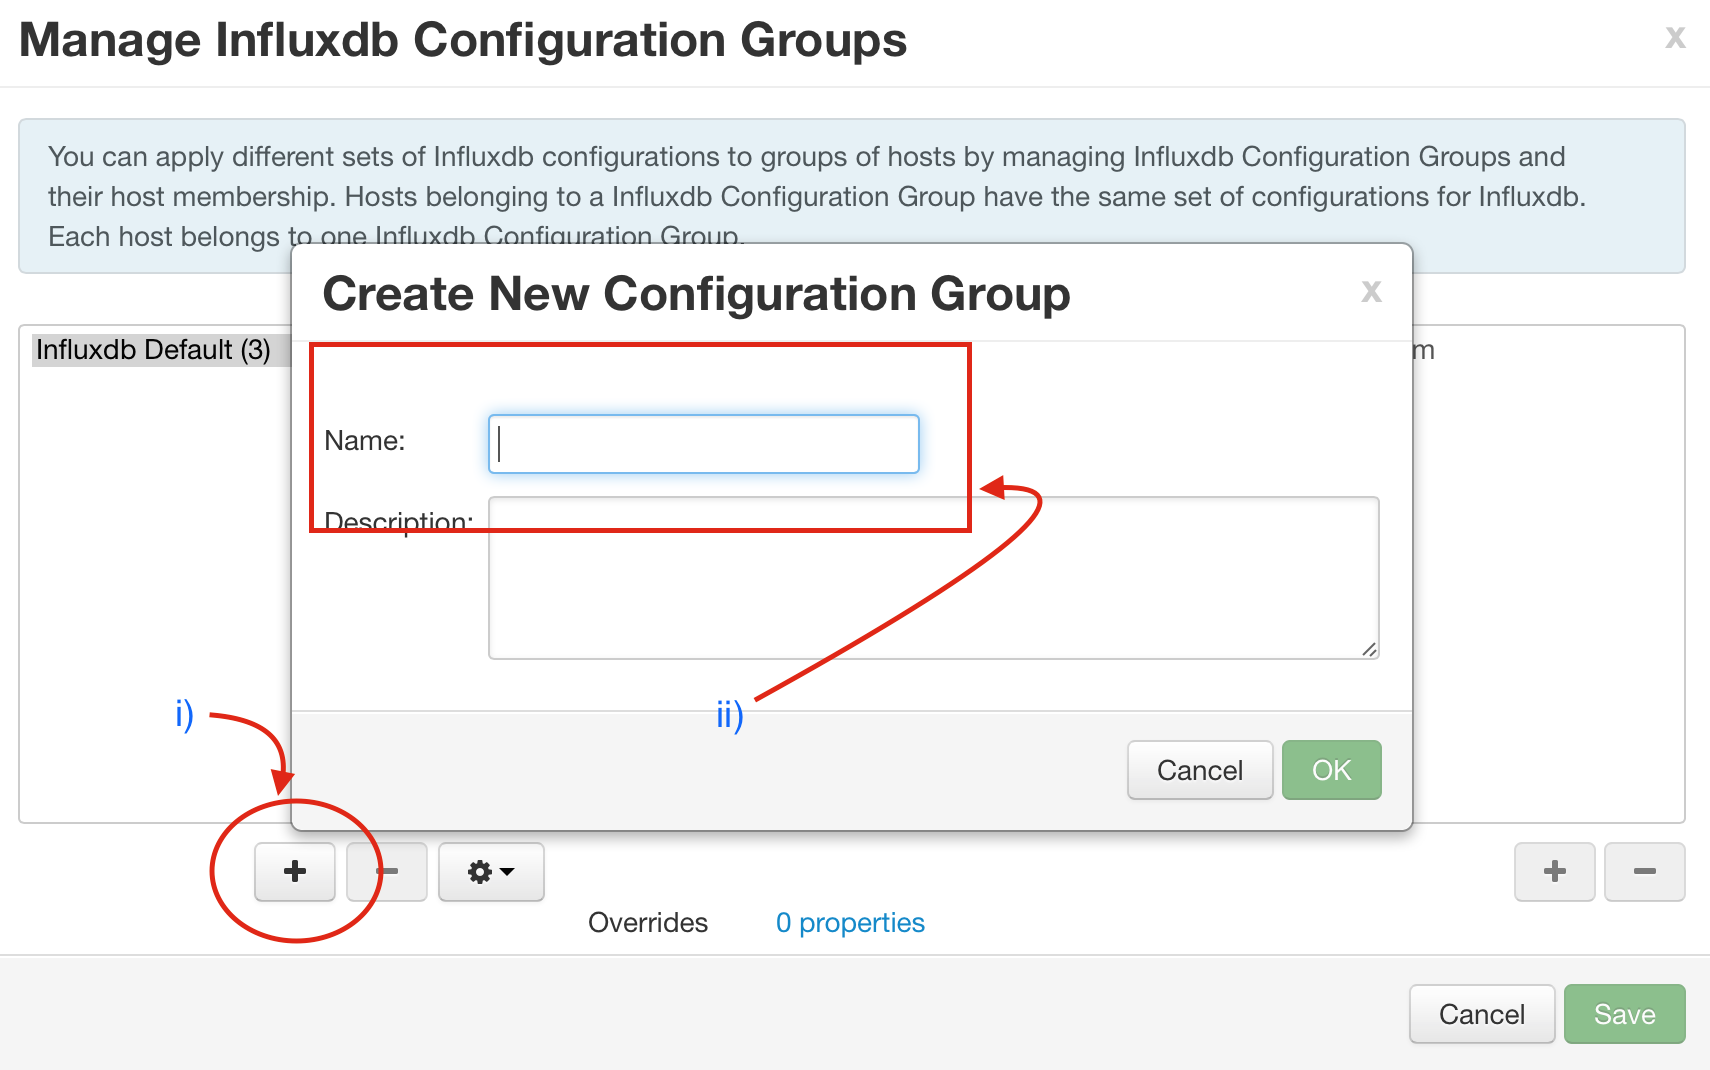 Manage Influxdb Configuration Groups
x
You can apply different sets of Influxdb configurations to groups of hosts by managing Influxdb Configuration Groups and
their host membership. Hosts belonging to a Influxdb Configuration Group have the same set of configurations for Influxdb.
Each host belongs to one Influxdb Configuration Group.
Create New Configuration Group
x
Influxdb Default (3)
m
Name:
Description:
i)
ii)
Cancel
OK
Overrides
0 properties
Cancel
Save